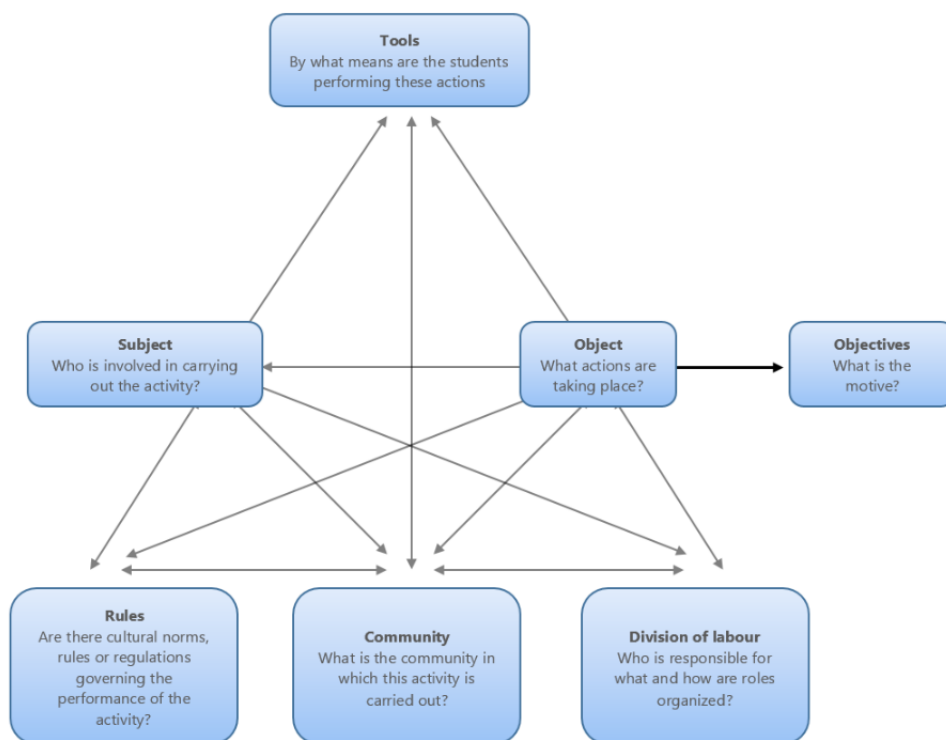 Tools
By what means are the students
performing these actions
Subject
Who is involved in carrying
out the activity?
Object
What actions are
taking place?
Objectives
What is the
motive?
Rules
Are there cultural norms,
rules or regulations
governing the
performance of the
activity?
Community
What is the community in
which this activity is
carried out?
Division of labour
Who is responsible for
what and how are roles
organized?